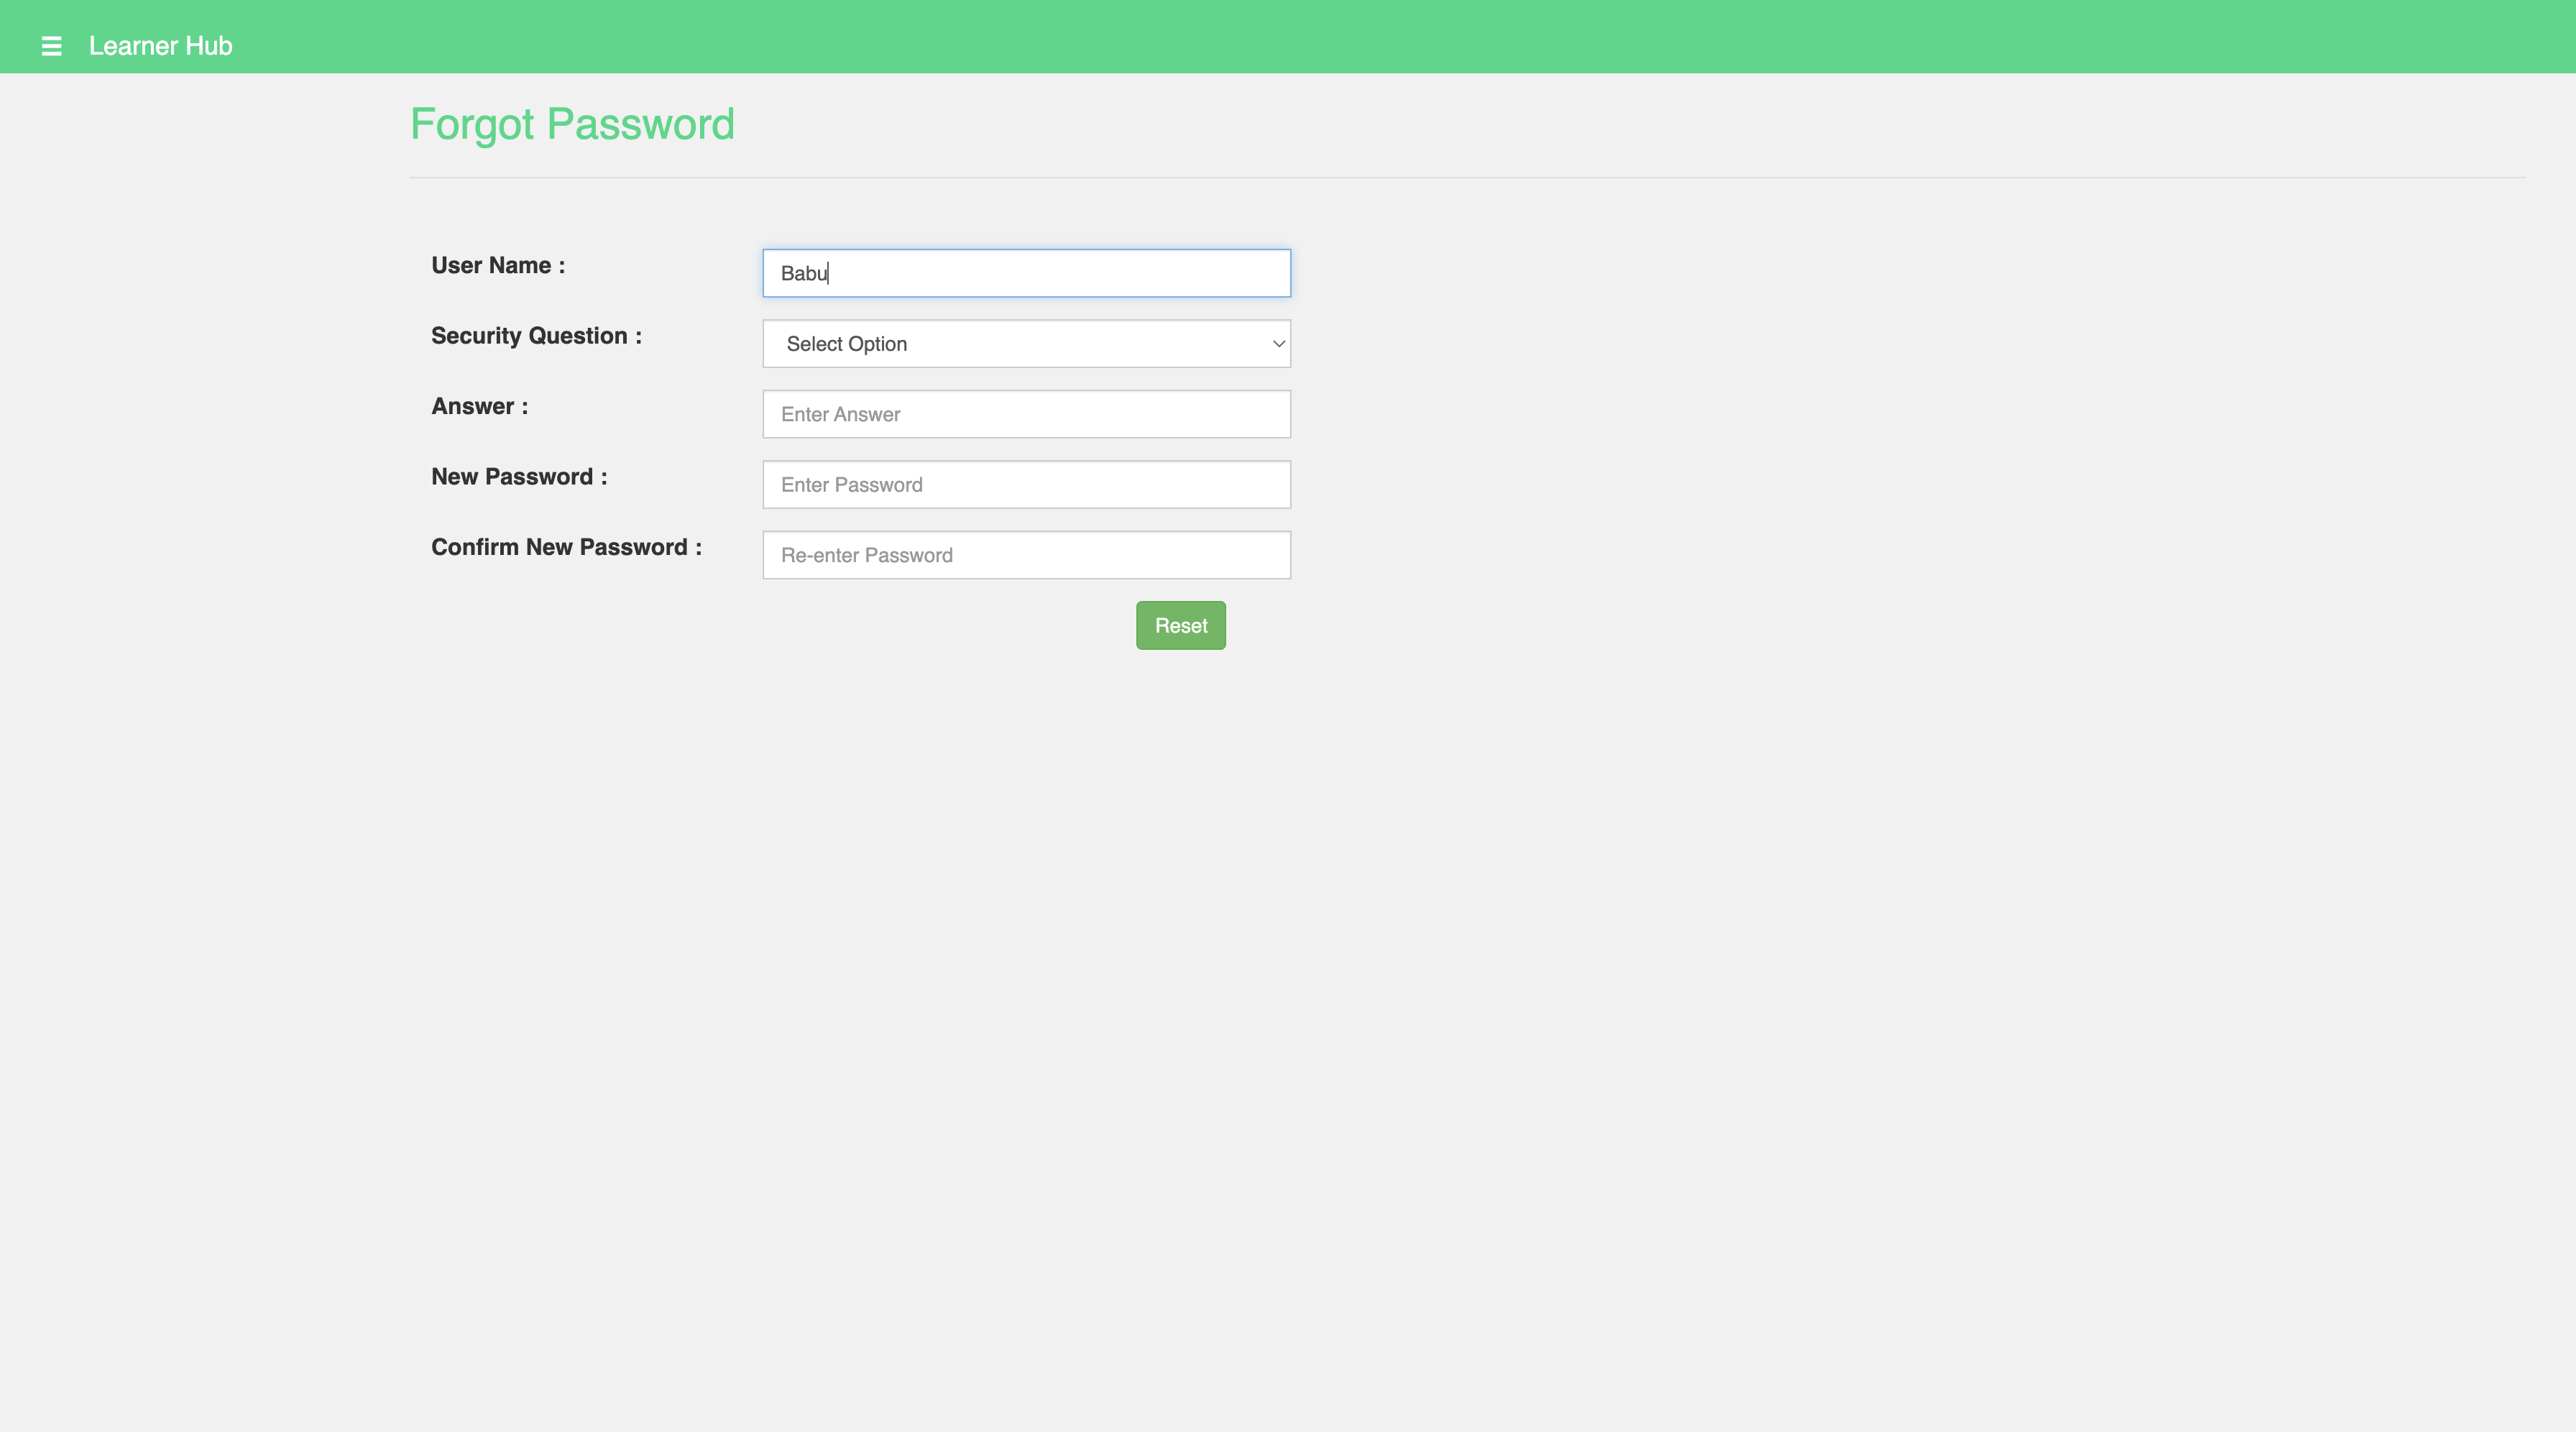 Learner Hub
Forgot Password
User Name :
Babu
Security Question :
Select Option
Answer :
Enter Answer
New Password :
Enter Password
Confirm New Password :
Re-enter Password
Reset